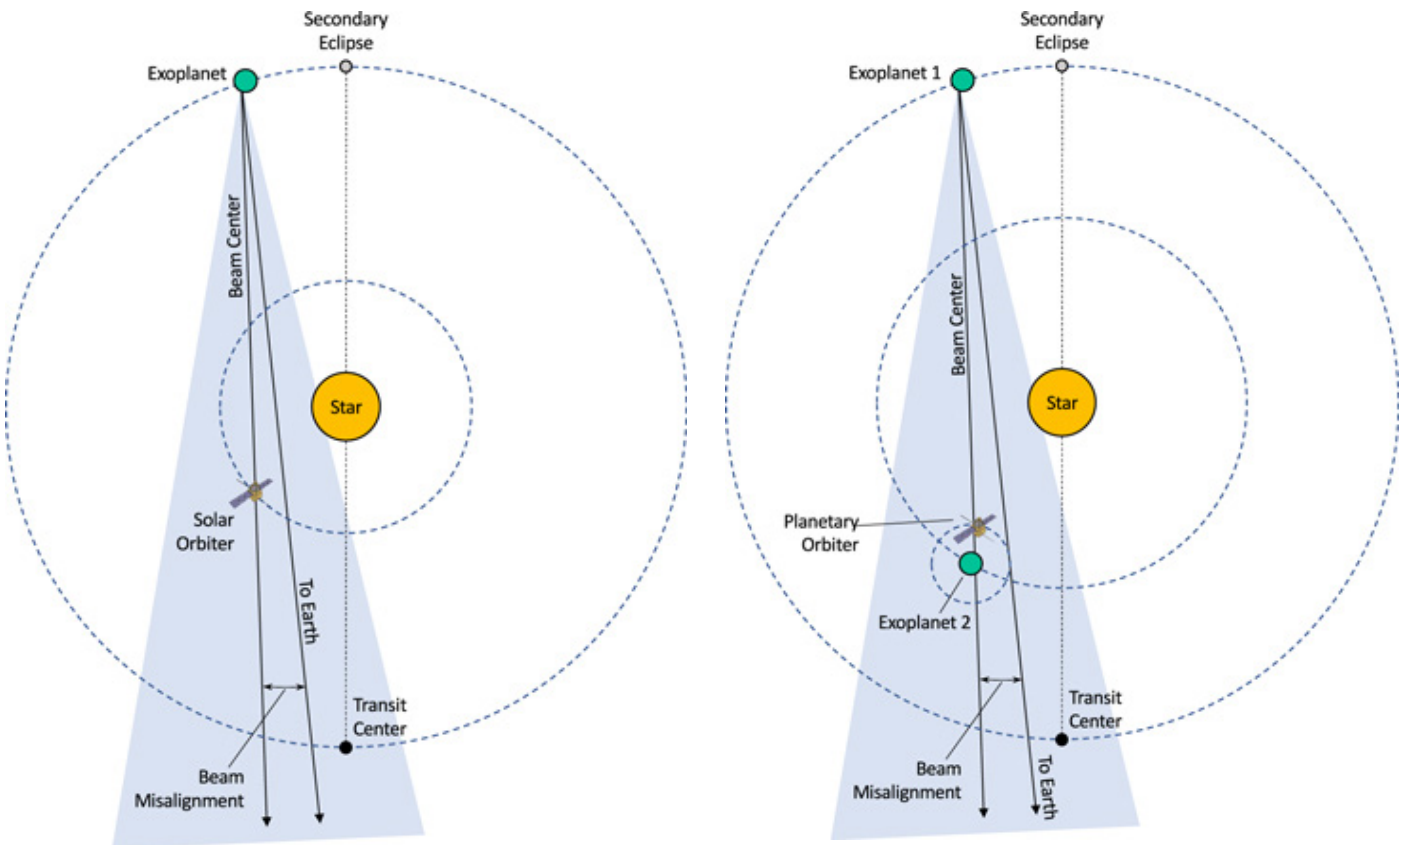 Secondary
Eclipse
Exoplanet
Beam Center
Star
Solar
Orbiter
To Earth
Transit
Center
Beam
Misalignment
Secondary
Eclipse
Exoplanet 1
Beam Center
Star
Planetary
Orbiter
Exoplanet 2
Transit
Center
Beam
Misalignment
To Earth